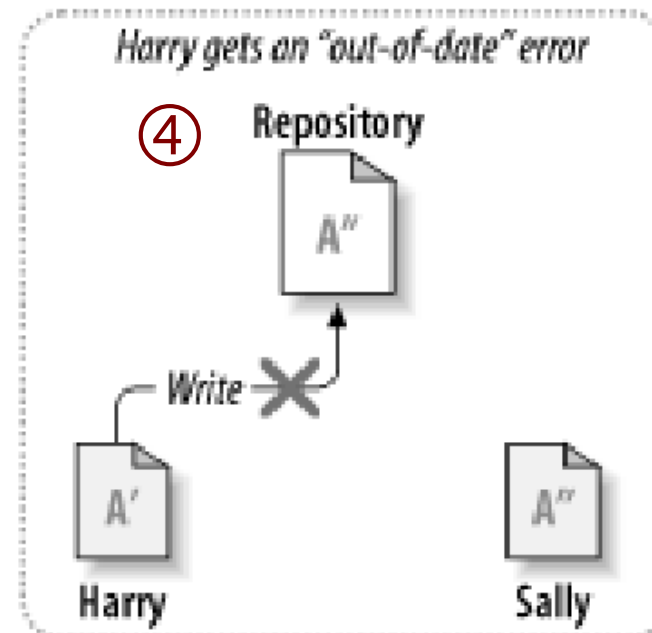 Harry gets an “out-of-date” error
④ Repository
A″
Write
A′ A″
Harry Sally